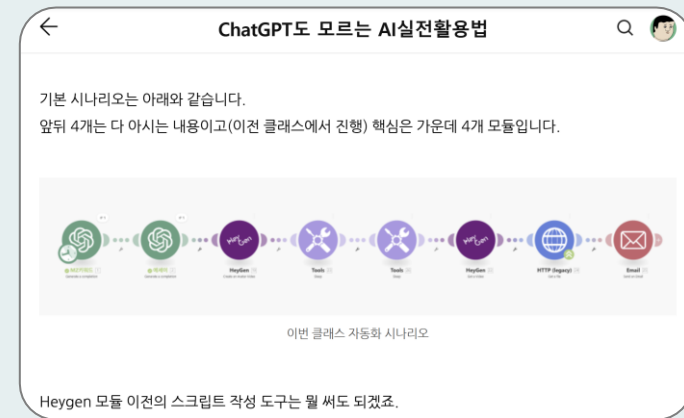 ChatGPT도 모르는 AI실전활용법
기본 시나리오는 아래와 같습니다.
앞뒤 4개는 다 아시는 내용이고(이전 클래스에서 진행) 핵심은 가운데 4개 모듈입니다.
HeyGen HeyGen
HeyGen Tools Tools HeyGen HTTP (legacy) Email
이번 클래스 자동화 시나리오
Heygen 모듈 이전의 스크립트 작성 도구는 뭘 써도 되겠죠.